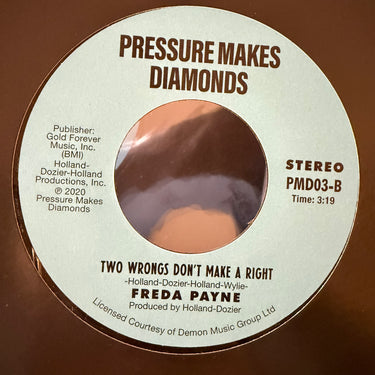 PRESSURE MAKES
DIAMONDS
Publisher:
Gold Forever
Music, Inc.
(BMI)
Holland-
Dozier-Holland
Productions, Inc.
℗ 2020
Pressure Makes
Diamonds
STEREO
PMD03-B
Time: 3:19
TWO WRONGS DON'T MAKE A RIGHT
-Holland-Dozier-Holland-Wylie-
FREDA PAYNE
Produced by Holland-Dozier
Licensed Courtesy of Demon Music Group Ltd